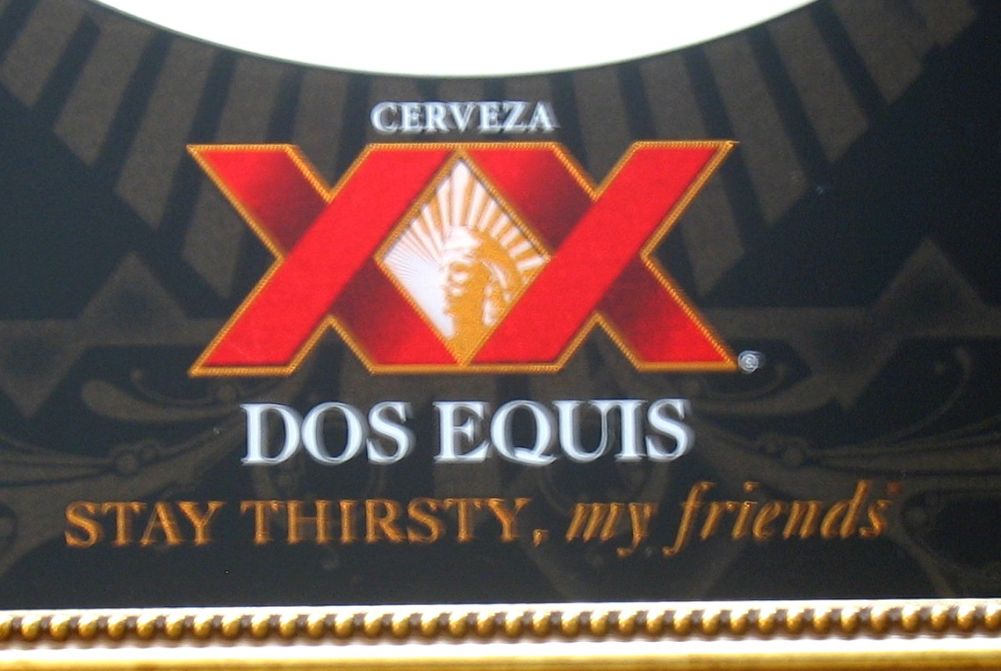 CERVEZA
XX®
DOS EQUIS
STAY THIRSTY, my friends